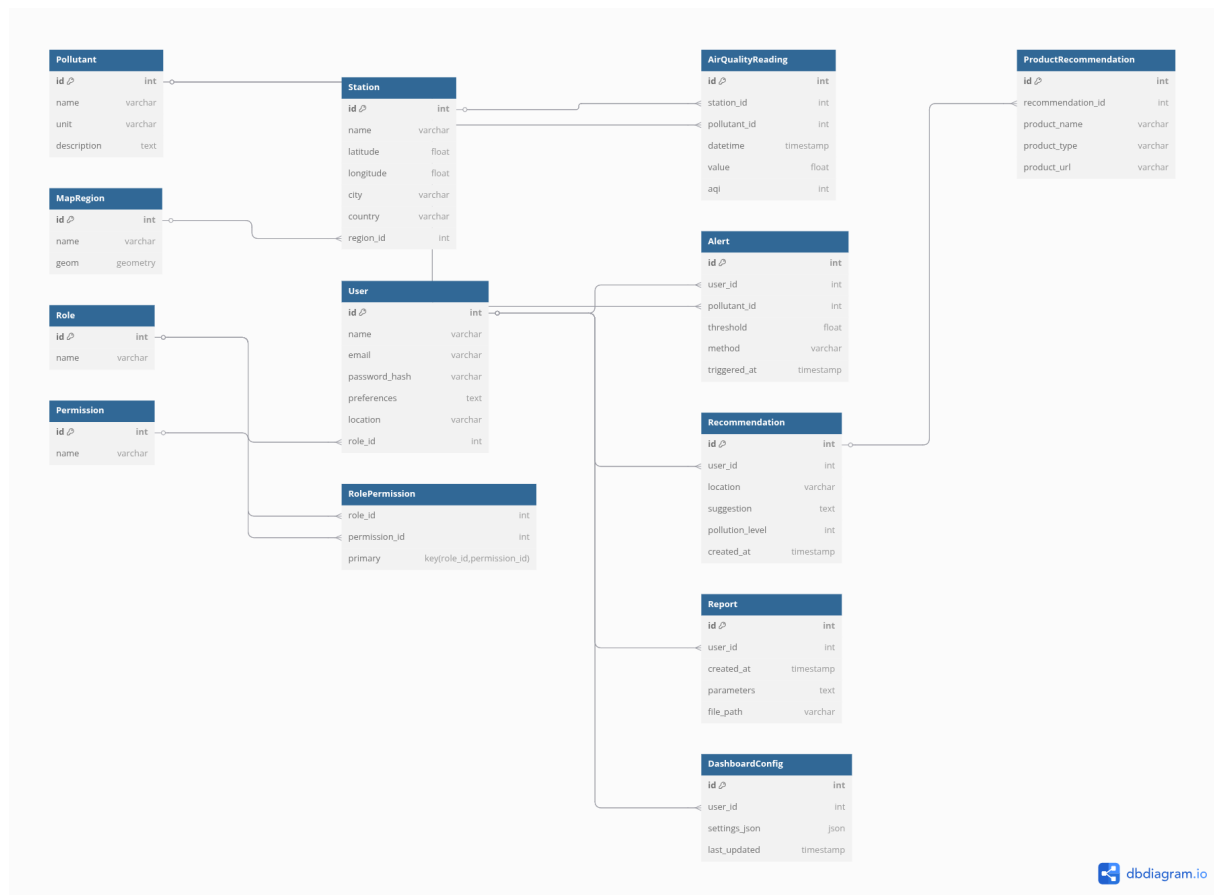 Pollutant
id int
name varchar
unit varchar
description text
MapRegion
id int
name varchar
geom geometry
Role
id int
name varchar
Permission
id int
name varchar
Station
id int
name varchar
latitude float
longitude float
city varchar
country varchar
region_id int
User
id int
name varchar
email varchar
password_hash varchar
preferences text
location varchar
role_id int
RolePermission
role_id int
permission_id int
primary key(role_id,permission_id)
AirQualityReading
id int
station_id int
pollutant_id int
datetime timestamp
value float
aqi int
Alert
id int
user_id int
pollutant_id int
threshold float
method varchar
triggered_at timestamp
Recommendation
id int
user_id int
location varchar
suggestion text
pollution_level int
created_at timestamp
Report
id int
user_id int
created_at timestamp
parameters text
file_path varchar
DashboardConfig
id int
user_id int
settings_json json
last_updated timestamp
ProductRecommendation
id int
recommendation_id int
product_name varchar
product_type varchar
product_url varchar
dbdiagram.io